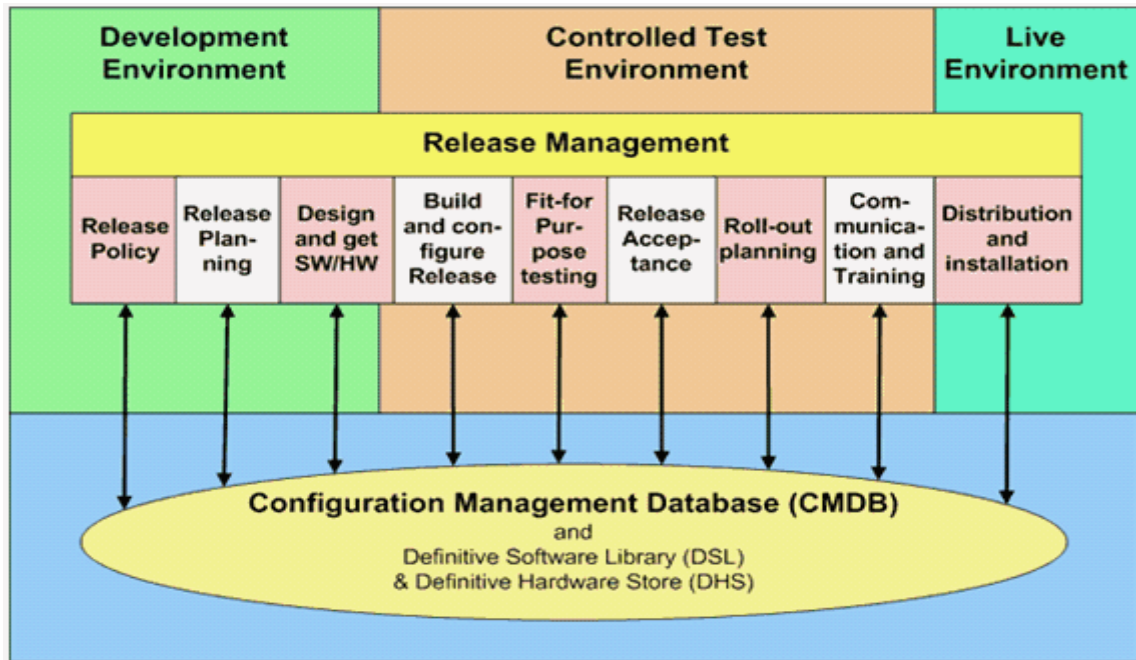 Development
Environment
Controlled Test
Environment
Live
Environment
Release Management
Release
Policy
Release
Plan-
ning
Design
and get
SW/HW
Build
and con-
figure
Release
Fit-for
Pur-
pose
testing
Release
Accep-
tance
Roll-out
planning
Com-
munica-
tion and
Training
Distribution
and
installation
Configuration Management Database (CMDB)
and
Definitive Software Library (DSL)
& Definitive Hardware Store (DHS)